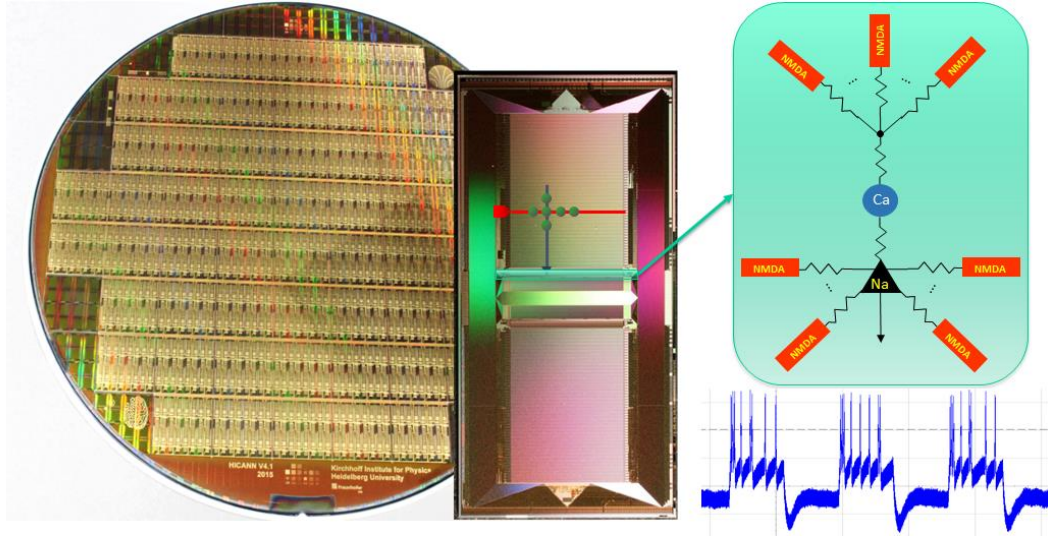 HICANN V4.1
2015
Kirchhoff Institute for Physics
Heidelberg University
Fraunhofer
NMDA
NMDA
NMDA
Ca
NMDA
Na
NMDA
NMDA
NMDA